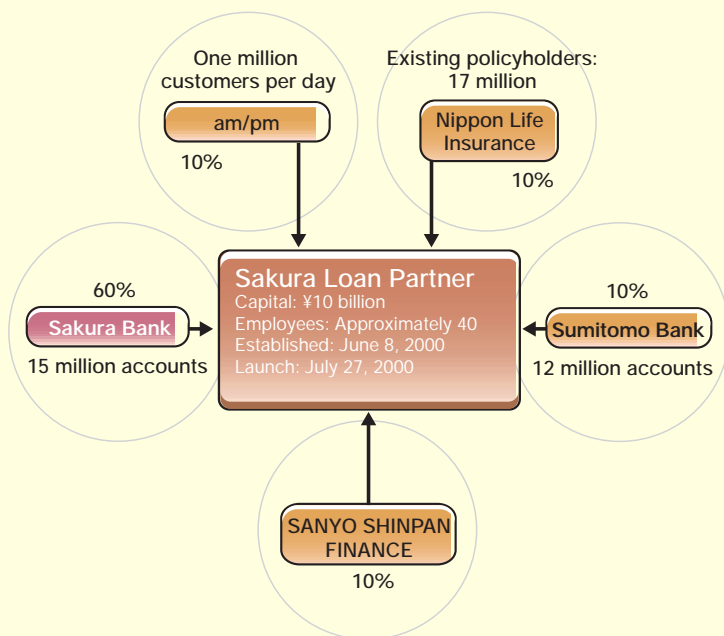 One million
customers per day
am/pm
10%
Existing policyholders:
17 million
Nippon Life
Insurance
10%
60%
Sakura Bank
15 million accounts
Sakura Loan Partner
Capital: ¥10 billion
Employees: Approximately 40
Established: June 8, 2000
Launch: July 27, 2000
10%
Sumitomo Bank
12 million accounts
SANYO SHINPAN
FINANCE
10%